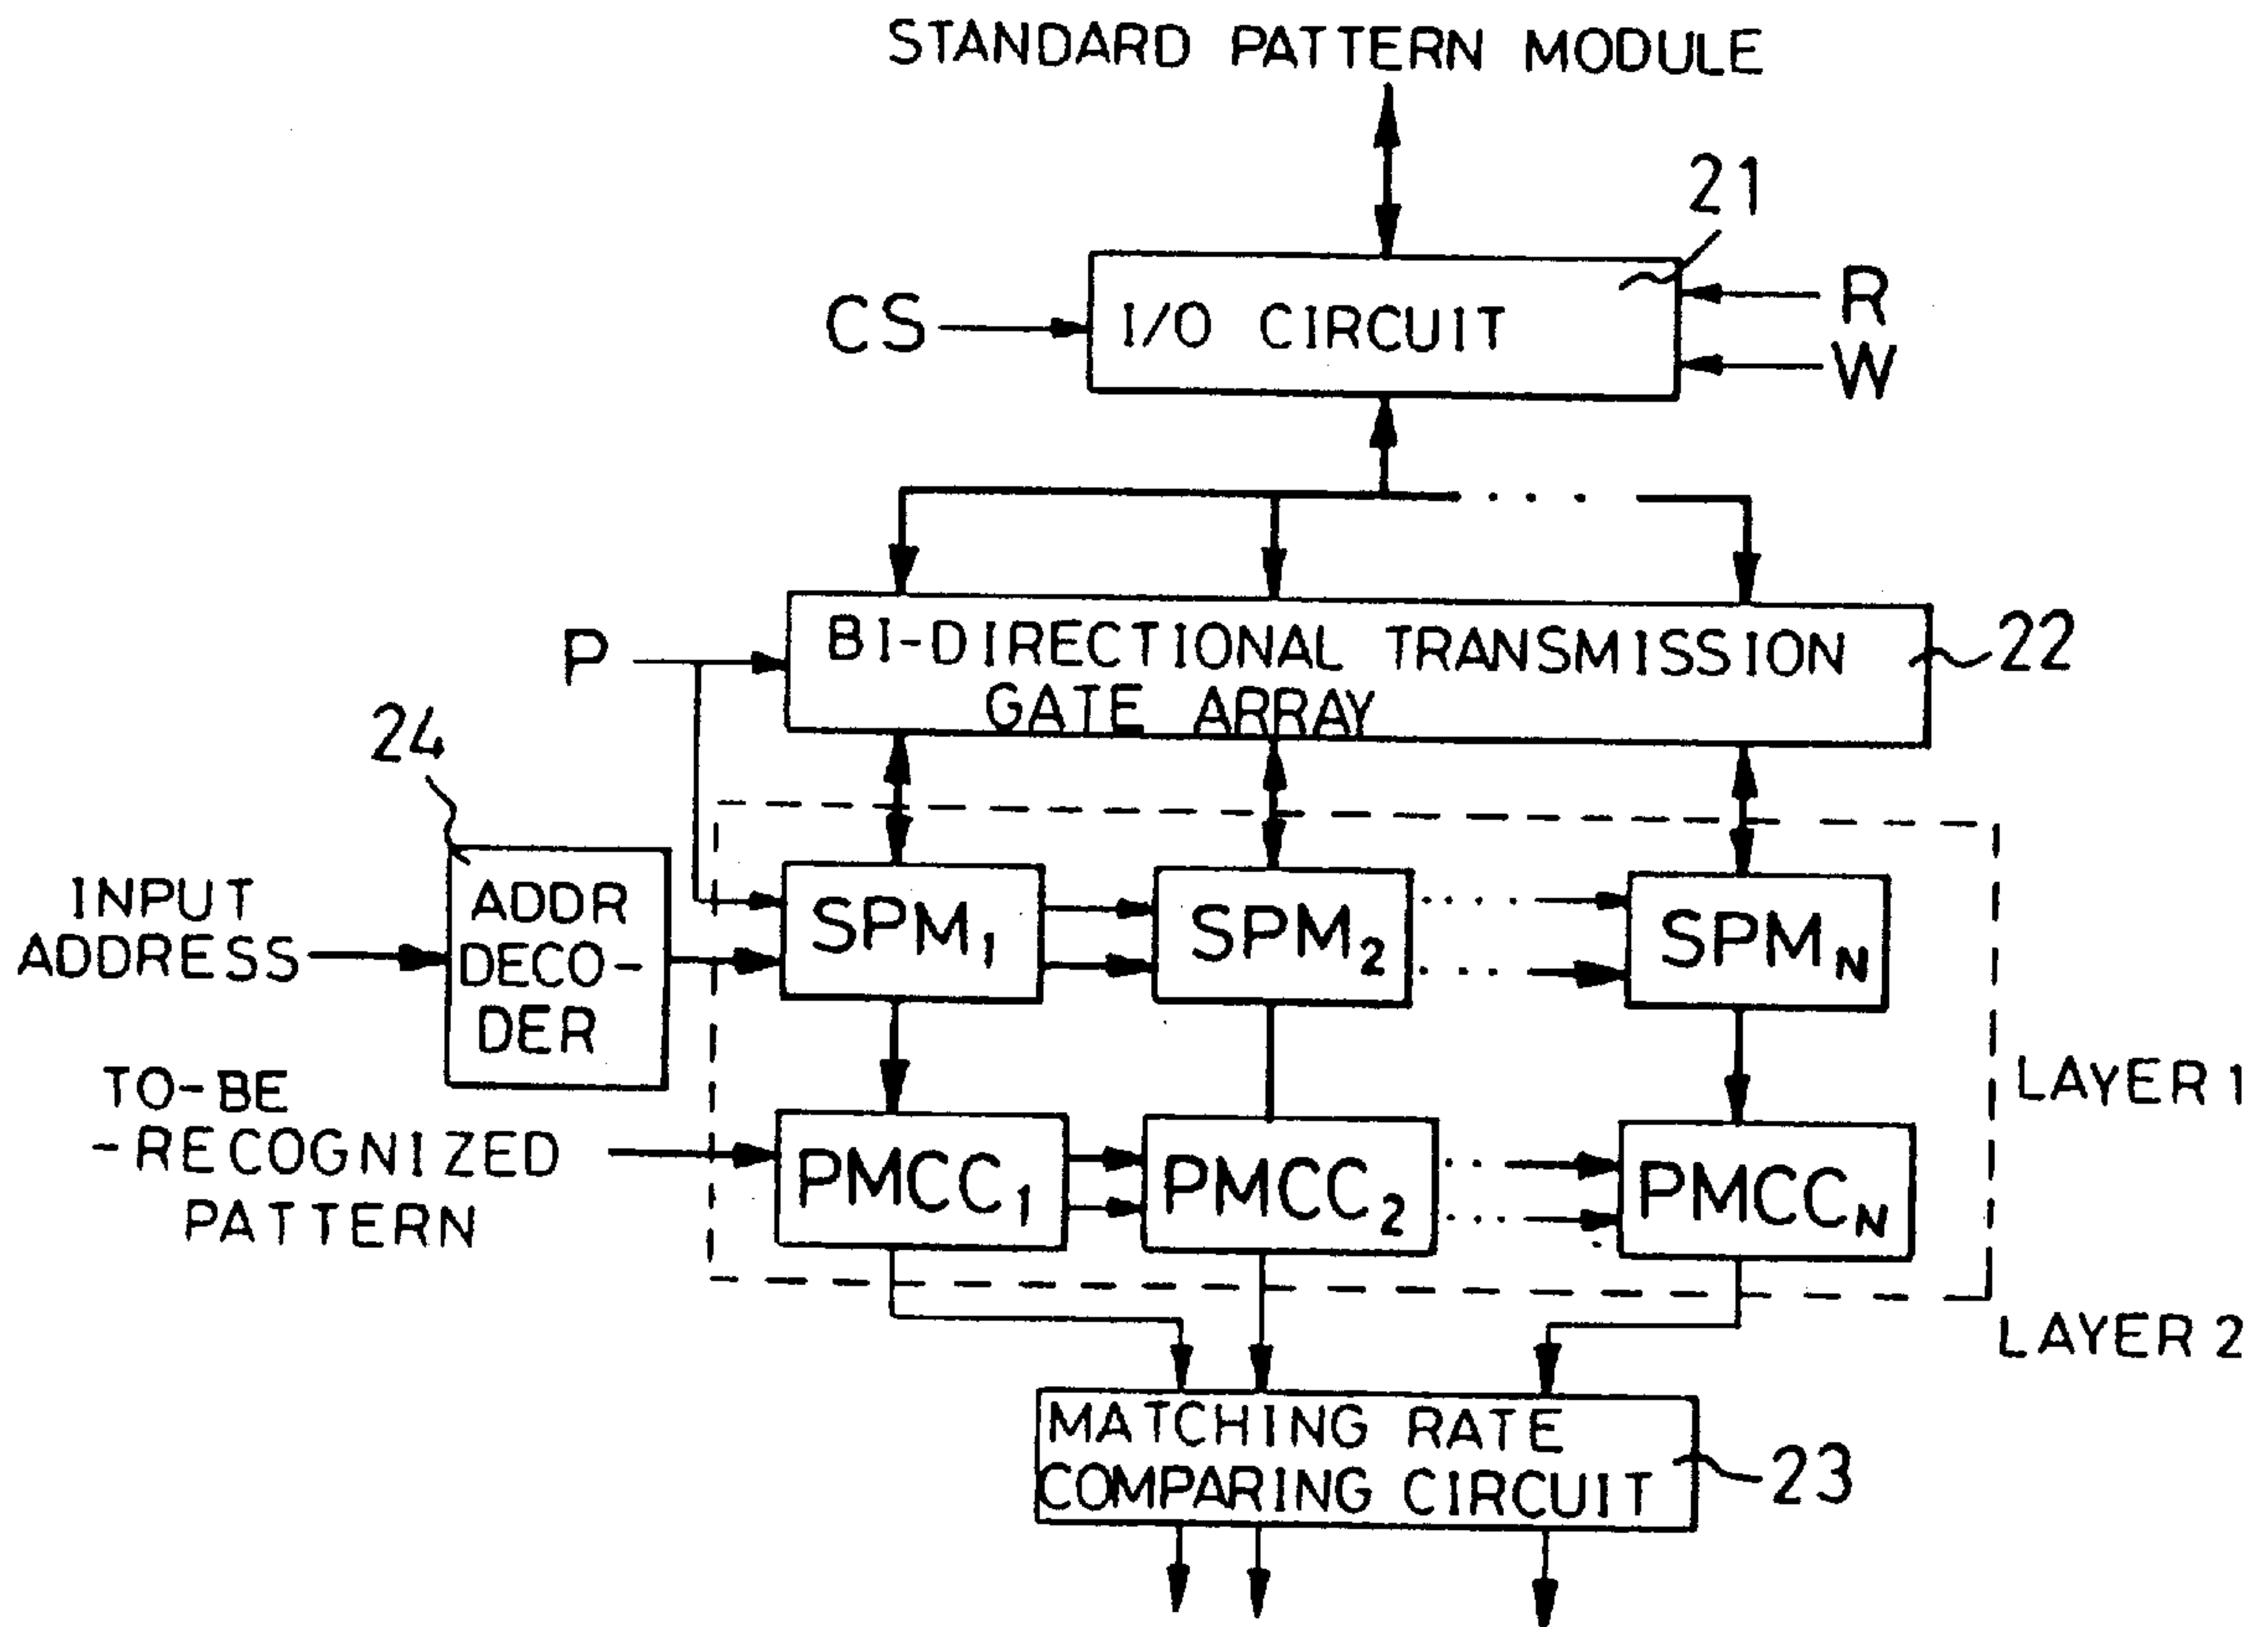 STANDARD PATTERN MODULE
21
CS
I/O CIRCUIT
R
W
P
BI-DIRECTIONAL TRANSMISSION
GATE ARRAY
22
24
INPUT
ADDRESS
ADDR
DECO-
DER
SPM1
SPM2
SPMN
TO-BE
-RECOGNIZED
PATTERN
PMCC1
PMCC2
PMCCN
LAYER 1
LAYER 2
MATCHING RATE
COMPARING CIRCUIT
23